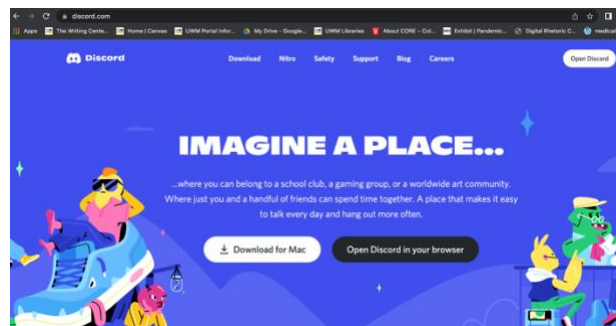 discord.com
Apps The Writing Cente... Home | Canvas UWM Portal Infor... My Drive - Google... UWM Libraries About CORE – Col... Exhibit | Pandemic... Digital Rhetoric C... medical
Discord Download Nitro Safety Support Blog Careers Open Discord
IMAGINE A PLACE...
...where you can belong to a school club, a gaming group, or a worldwide art community.
Where just you and a handful of friends can spend time together. A place that makes it easy
to talk every day and hang out more often.
Download for Mac Open Discord in your browser